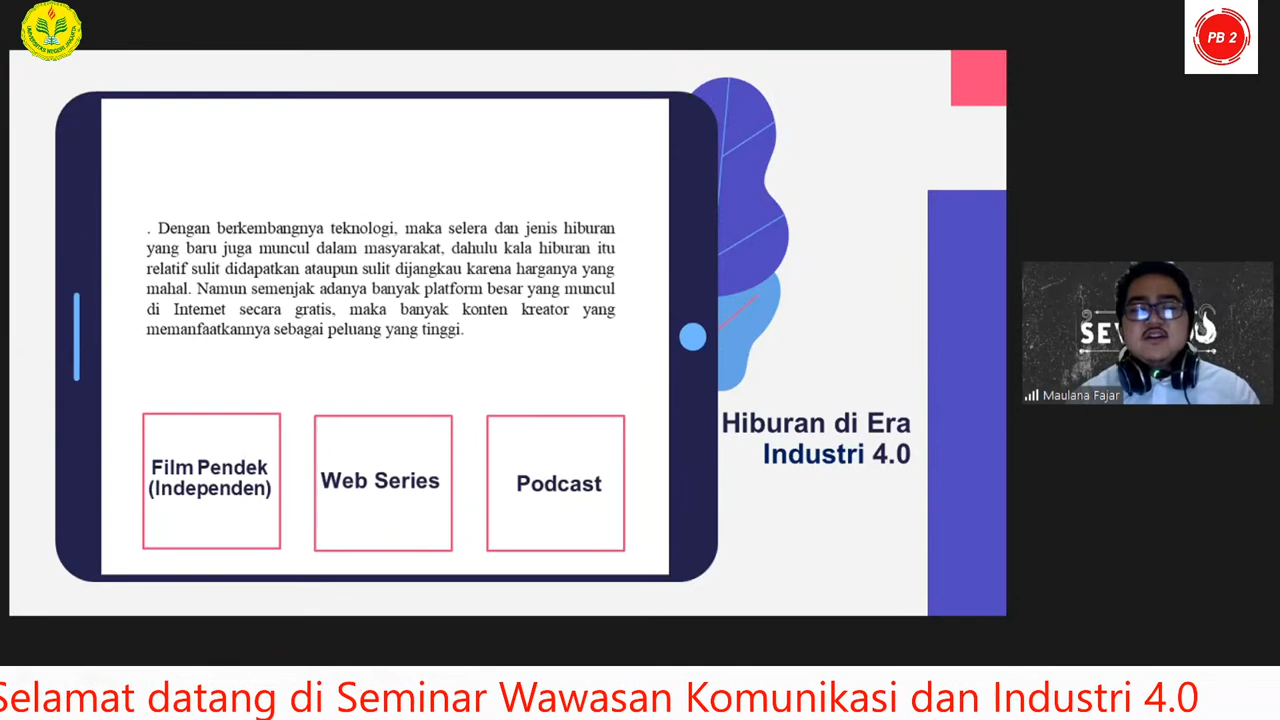 UNIVERSITAS NEGERI JAKARTA
PB 2
. Dengan berkembangnya teknologi, maka selera dan jenis hiburan
yang baru juga muncul dalam masyarakat, dahulu kala hiburan itu
relatif sulit didapatkan ataupun sulit dijangkau karena harganya yang
mahal. Namun semenjak adanya banyak platform besar yang muncul
di Internet secara gratis, maka banyak konten kreator yang
memanfaatkannya sebagai peluang yang tinggi.
Film Pendek
(Independen)
Web Series
Podcast
Hiburan di Era
Industri 4.0
Maulana Fajar
Selamat datang di Seminar Wawasan Komunikasi dan Industri 4.0